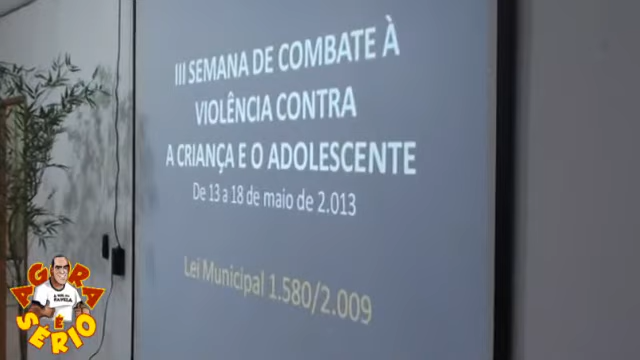 III SEMANA DE COMBATE À
VIOLÊNCIA CONTRA
A CRIANÇA E O ADOLESCENTE
De 13 a 18 de maio de 2.013
Lei Municipal 1.580/2.009
AGORA
É
SÉRIO